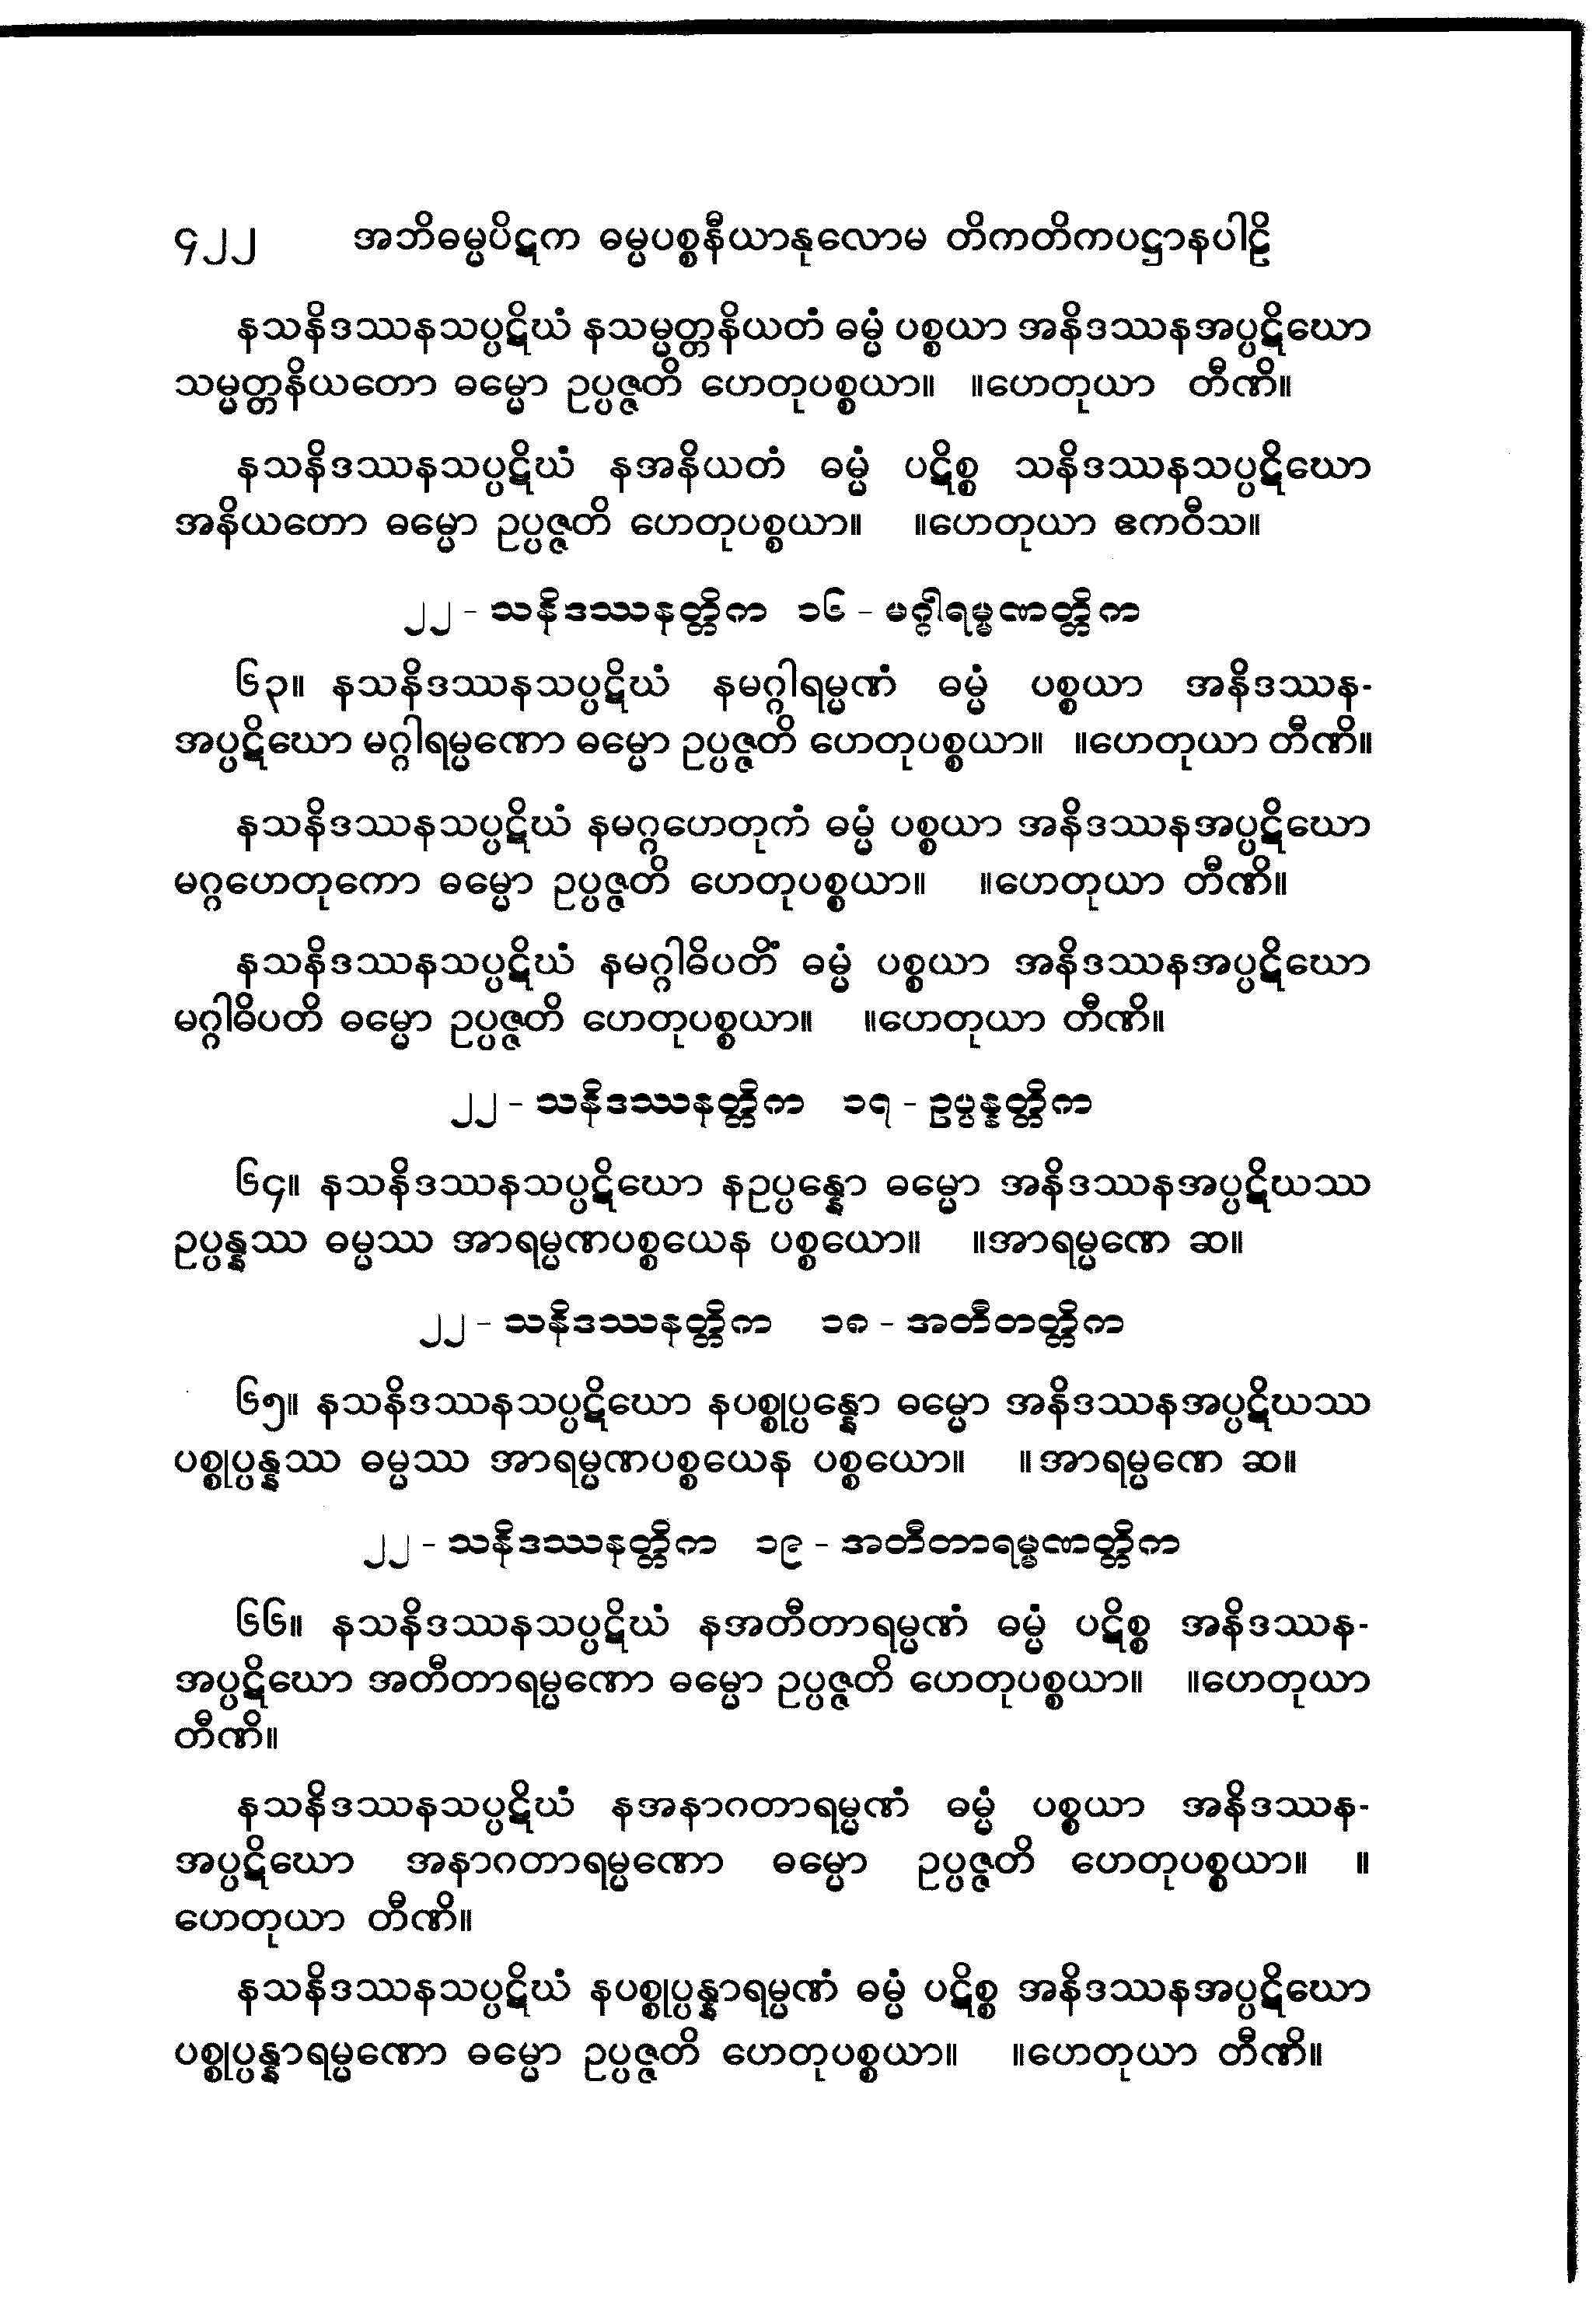 ၄၂၂ အဘိဓမ္မပိဋက ဓမ္မပစ္စနီယာနုလောမ တိကတိကပဋ္ဌာနပါဠိ
နသနိဒဿနသပ္ပဋိဃံ နသမ္မတ္တနိယတံ ဓမ္မံ ပစ္စယာ အနိဒဿနအပ္ပဋိဃော
သမ္မတ္တနိယတော ဓမ္မော ဥပ္ပဇ္ဇတိ ဟေတုပစ္စယာ။ ။ဟေတုယာ တီဏိ။
နသနိဒဿနသပ္ပဋိဃံ နအနိယတံ ဓမ္မံ ပဋိစ္စ သနိဒဿနသပ္ပဋိဃော
အနိယတော ဓမ္မော ဥပ္ပဇ္ဇတိ ဟေတုပစ္စယာ။ ။ဟေတုယာ ဧကဝီသ။
၂၂ - သနိဒဿနတ္တိက ၁၆ - မဂ္ဂါရမ္မဏတ္တိက
၆၃။ နသနိဒဿနသပ္ပဋိဃံ နမဂ္ဂါရမ္မဏံ ဓမ္မံ ပစ္စယာ အနိဒဿန-
အပ္ပဋိဃော မဂ္ဂါရမ္မဏော ဓမ္မော ဥပ္ပဇ္ဇတိ ဟေတုပစ္စယာ။ ။ဟေတုယာ တီဏိ။
နသနိဒဿနသပ္ပဋိဃံ နမဂ္ဂဟေတုကံ ဓမ္မံ ပစ္စယာ အနိဒဿနအပ္ပဋိဃော
မဂ္ဂဟေတုကော ဓမ္မော ဥပ္ပဇ္ဇတိ ဟေတုပစ္စယာ။ ။ဟေတုယာ တီဏိ။
နသနိဒဿနသပ္ပဋိဃံ နမဂ္ဂါဓိပတိံ ဓမ္မံ ပစ္စယာ အနိဒဿနအပ္ပဋိဃော
မဂ္ဂါဓိပတိ ဓမ္မော ဥပ္ပဇ္ဇတိ ဟေတုပစ္စယာ။ ။ဟေတုယာ တီဏိ။
၂၂ - သနိဒဿနတ္တိက ၁၇ - ဥပ္ပန္နတ္တိက
၆၄။ နသနိဒဿနသပ္ပဋိဃော နဥပ္ပန္နော ဓမ္မော အနိဒဿနအပ္ပဋိဃဿ
ဥပ္ပန္နဿ ဓမ္မဿ အာရမ္မဏပစ္စယေန ပစ္စယော။ ။အာရမ္မဏေ ဆ။
၂၂ - သနိဒဿနတ္တိက ၁၈ - အတီတတ္တိက
၆၅။ နသနိဒဿနသပ္ပဋိဃော နပစ္စုပ္ပန္နော ဓမ္မော အနိဒဿနအပ္ပဋိဃဿ
ပစ္စုပ္ပန္နဿ ဓမ္မဿ အာရမ္မဏပစ္စယေန ပစ္စယော။ ။အာရမ္မဏေ ဆ။
၂၂ - သနိဒဿနတ္တိက ၁၉ - အတီတာရမ္မဏတ္တိက
၆၆။ နသနိဒဿနသပ္ပဋိဃံ နအတီတာရမ္မဏံ ဓမ္မံ ပဋိစ္စ အနိဒဿန-
အပ္ပဋိဃော အတီတာရမ္မဏော ဓမ္မော ဥပ္ပဇ္ဇတိ ဟေတုပစ္စယာ။ ။ဟေတုယာ
တီဏိ။
နသနိဒဿနသပ္ပဋိဃံ နအနာဂတာရမ္မဏံ ဓမ္မံ ပစ္စယာ အနိဒဿန-
အပ္ပဋိဃော အနာဂတာရမ္မဏော ဓမ္မော ဥပ္ပဇ္ဇတိ ဟေတုပစ္စယာ။ ။
ဟေတုယာ တီဏိ။
နသနိဒဿနသပ္ပဋိဃံ နပစ္စုပ္ပန္နာရမ္မဏံ ဓမ္မံ ပဋိစ္စ အနိဒဿနအပ္ပဋိဃော
ပစ္စုပ္ပန္နာရမ္မဏော ဓမ္မော ဥပ္ပဇ္ဇတိ ဟေတုပစ္စယာ။ ။ဟေတုယာ တီဏိ။